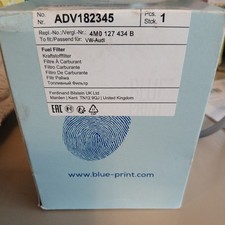 No.
Nr. ADV182345 Pcs.
Stck. 1
Repl.-No./Vergl.-Nr.: 4M0 127 434 B
To fit/Passend für: VW-Audi
Fuel Filter
Kraftstofffilter
Filtre À Carburant
Filtro Carburante
Filtro De Carburante
Filtr Paliwa
Топливный Фильтр
Ferdinand Bilstein UK Ltd
Marden | Kent TN12 9QJ | United Kingdom
www.blue-print.com